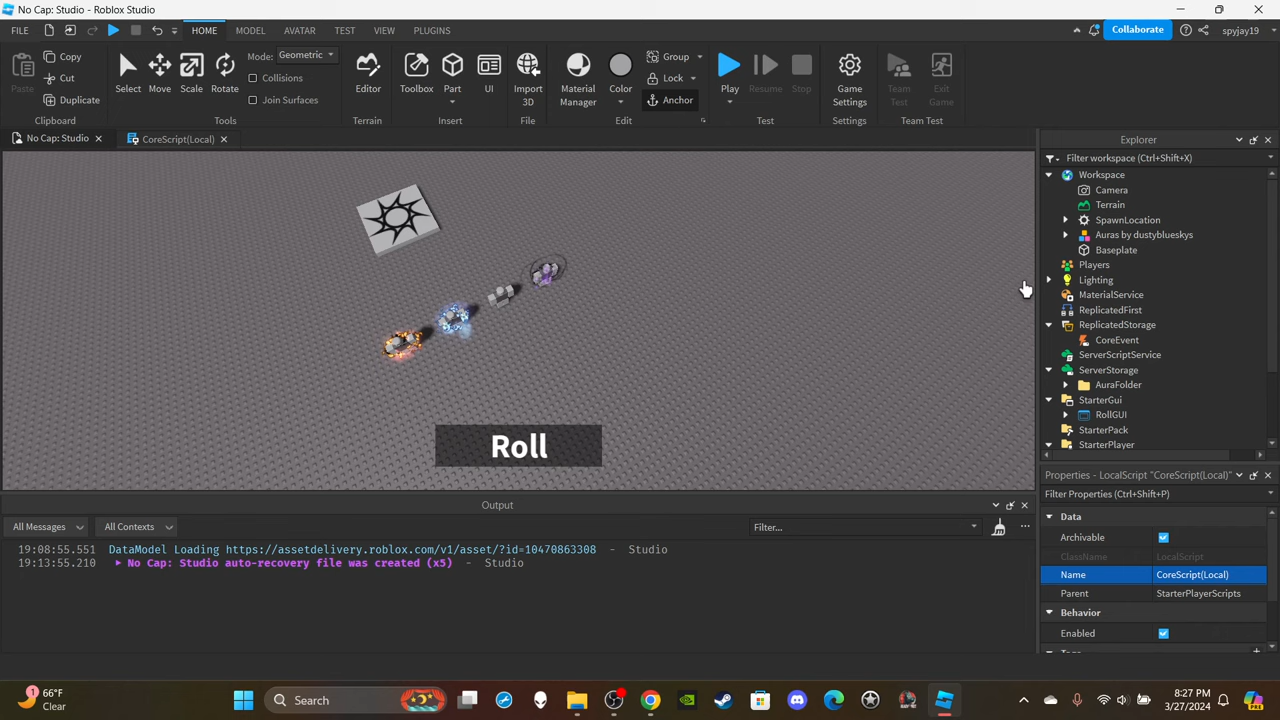 No Cap: Studio - Roblox Studio
FILE HOME MODEL AVATAR TEST VIEW PLUGINS Collaborate spyjay19
Paste Copy Cut Duplicate Clipboard
Select Move Scale Rotate Mode: Geometric Collisions Join Surfaces Tools
Editor Terrain
Toolbox Part UI Insert
Import 3D File
Material Manager Color Group Lock Anchor Edit
Play Resume Stop Test
Game Settings Settings
Team Test Exit Game Team Test
No Cap: Studio CoreScript(Local)
Roll
Explorer
Filter workspace (Ctrl+Shift+X)
Workspace
Camera
Terrain
SpawnLocation
Auras by dustyblueskys
Baseplate
Players
Lighting
MaterialService
ReplicatedFirst
ReplicatedStorage
CoreEvent
ServerScriptService
ServerStorage
AuraFolder
StarterGui
RollGUI
StarterPack
StarterPlayer
Properties - LocalScript "CoreScript(Local)"
Filter Properties (Ctrl+Shift+P)
Data
Archivable
ClassName LocalScript
Name CoreScript(Local)
Parent StarterPlayerScripts
Behavior
Enabled
Output
All Messages All Contexts Filter...
19:08:55.551 DataModel Loading https://assetdelivery.roblox.com/v1/asset/?id=10470863308 - Studio
19:13:55.210 No Cap: Studio auto-recovery file was created (x5) - Studio
1 66°F
Clear
Search
8:27 PM
3/27/2024